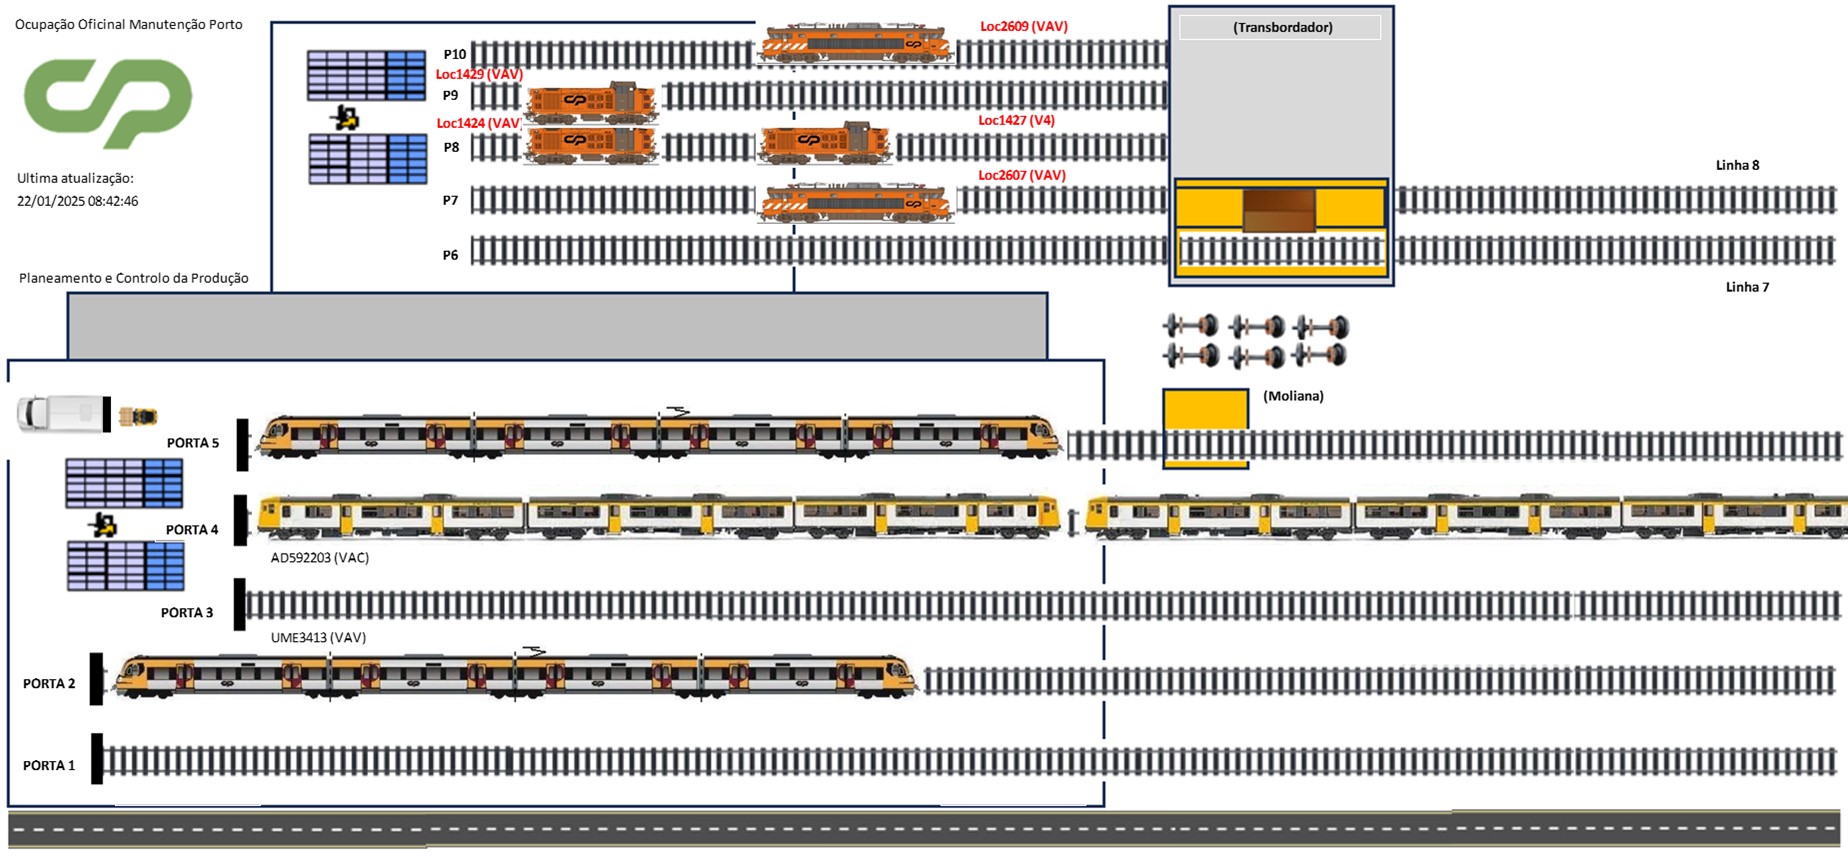 Ocupação Oficinal Manutenção Porto
Loc2609 (VAV)
(Transbordador)
P10
Loc1429 (VAV)
P9
Loc1424 (VAV)
Loc1427 (V4)
P8
Linha 8
Ultima atualização:
22/01/2025 08:42:46
Loc2607 (VAV)
P7
P6
Planeamento e Controlo da Produção
Linha 7
(Moliana)
PORTA 5
PORTA 4
AD592203 (VAC)
PORTA 3
UME3413 (VAV)
PORTA 2
PORTA 1